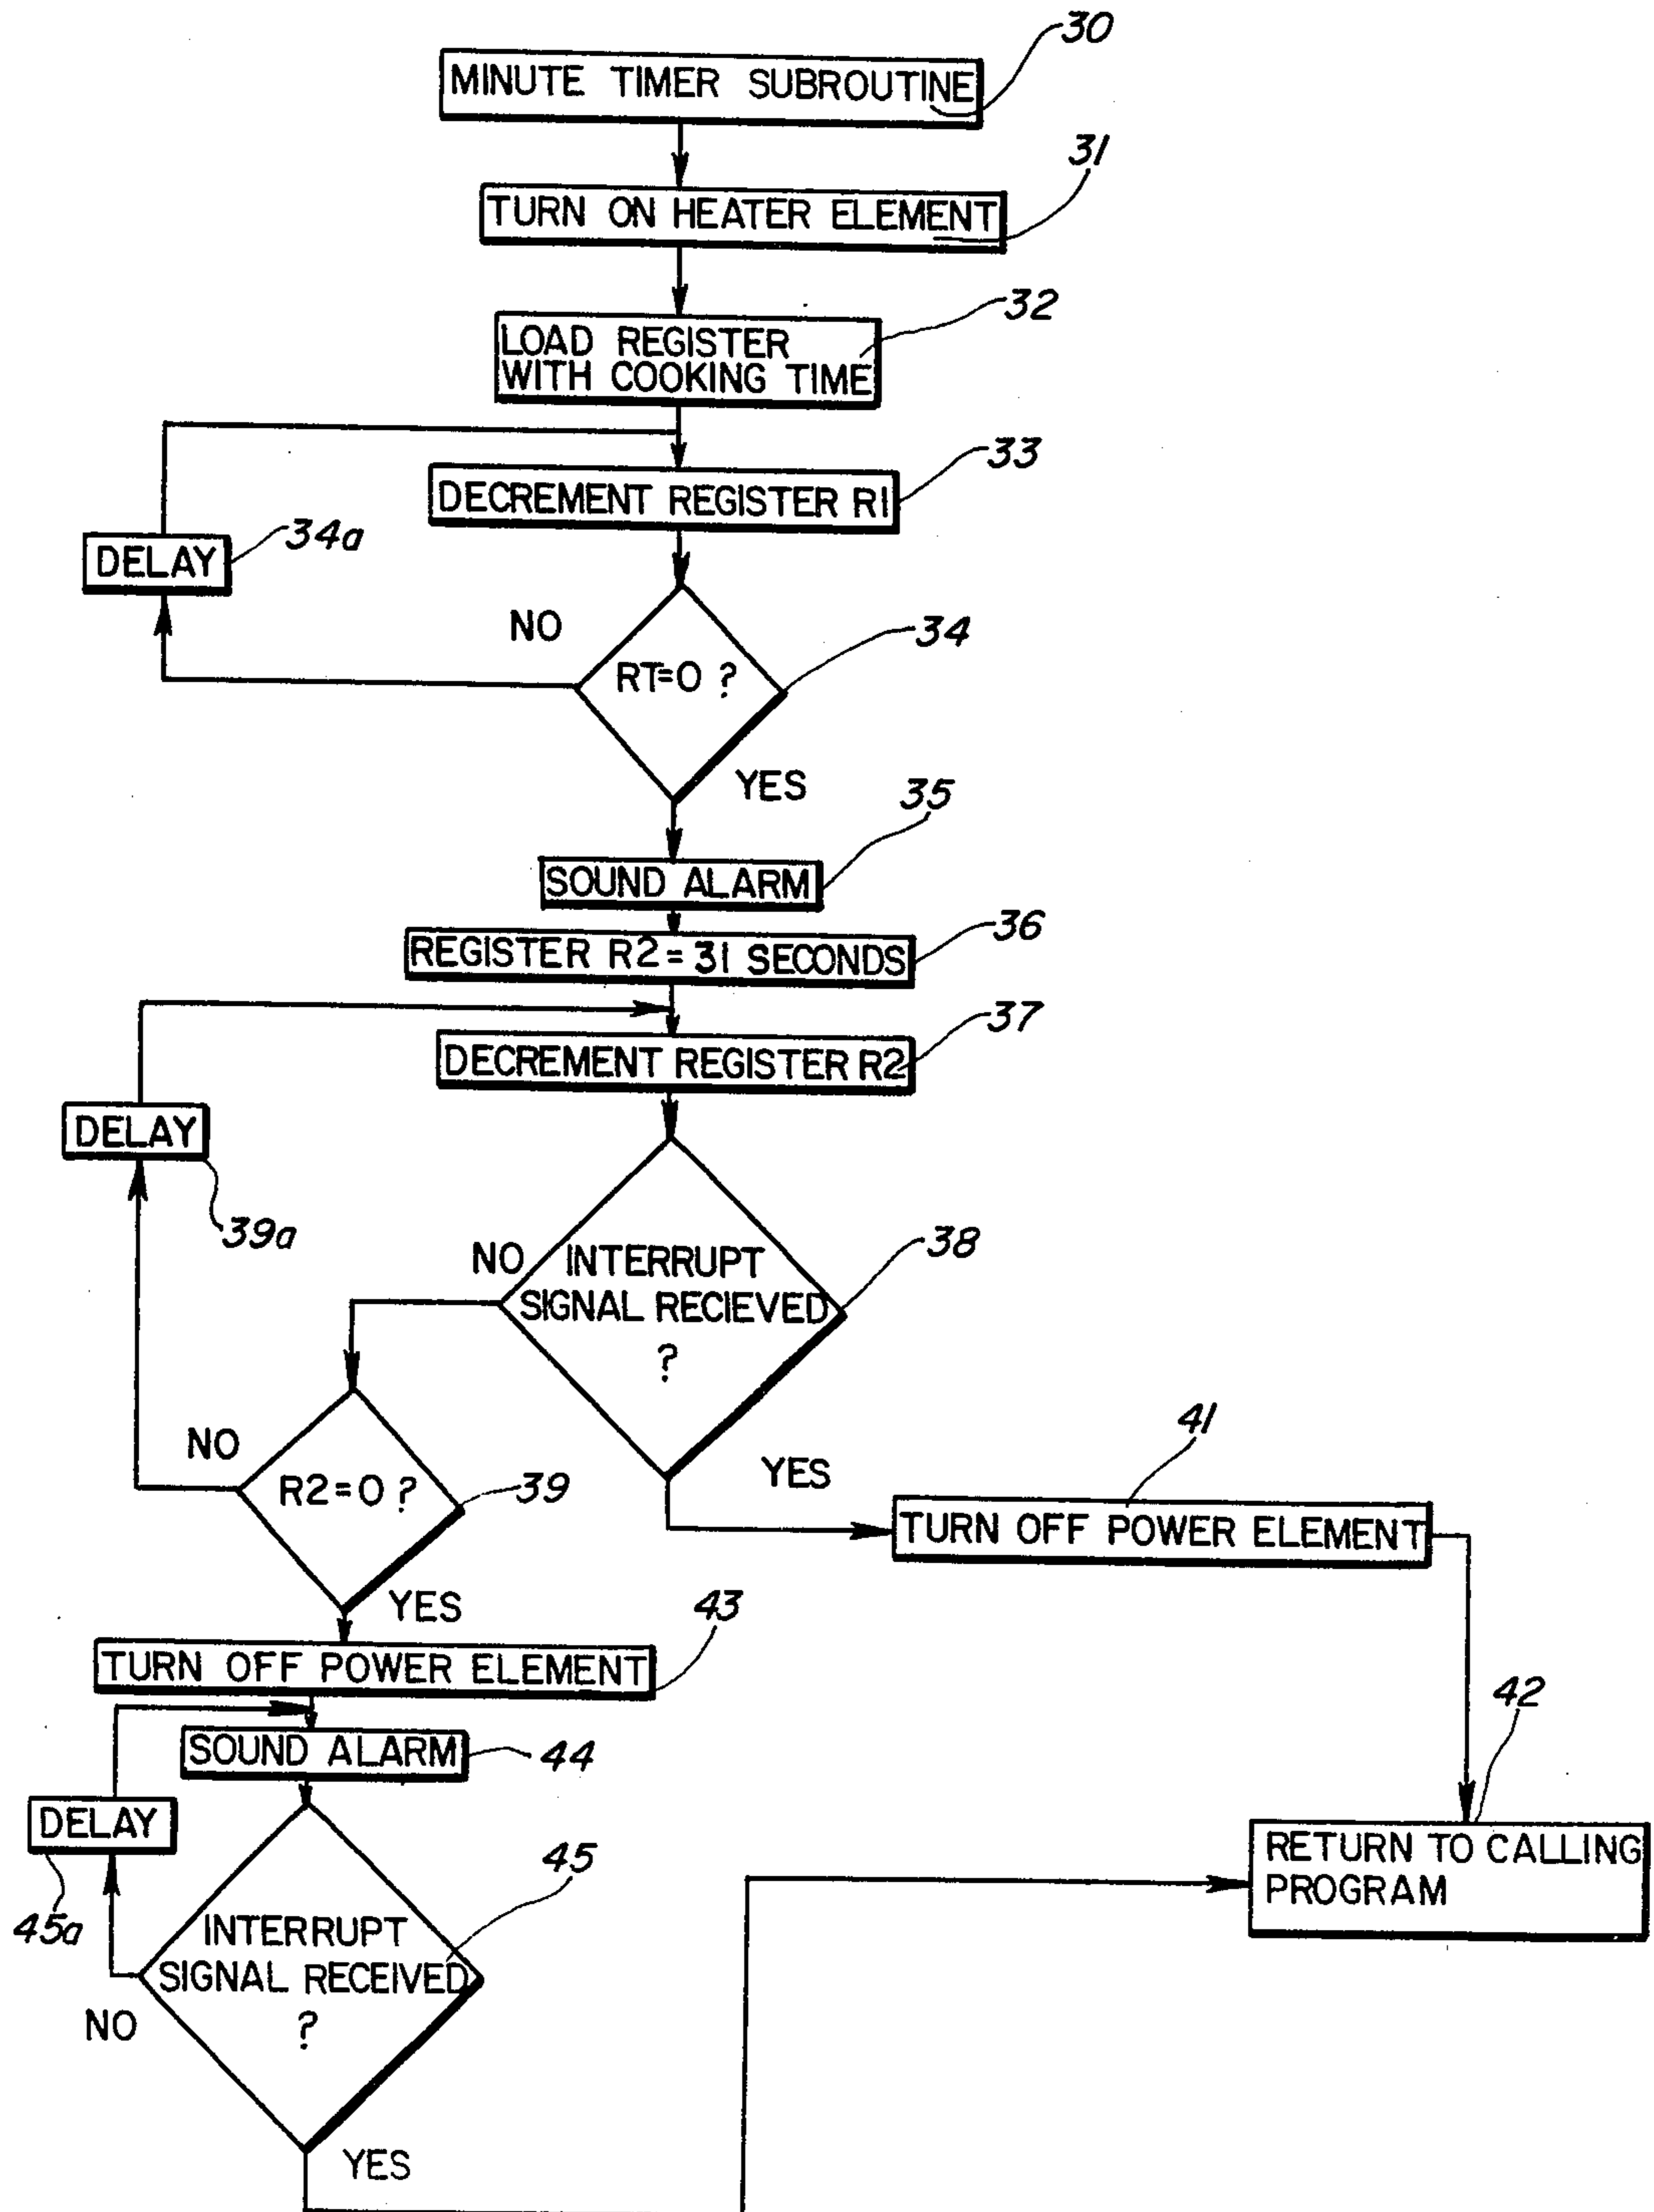 30
MINUTE TIMER SUBROUTINE
31
TURN ON HEATER ELEMENT
32
LOAD REGISTER
WITH COOKING TIME
33
DECREMENT REGISTER R1
34a
DELAY
NO
34
RT=0 ?
YES
35
SOUND ALARM
36
REGISTER R2 = 31 SECONDS
37
DECREMENT REGISTER R2
DELAY
39a
38
NO
INTERRUPT
SIGNAL RECIEVED
?
YES
41
TURN OFF POWER ELEMENT
NO
R2 = 0 ?
39
YES
43
TURN OFF POWER ELEMENT
42
SOUND ALARM
44
DELAY
45a
RETURN TO CALLING
PROGRAM
45
INTERRUPT
SIGNAL RECEIVED
?
NO
YES